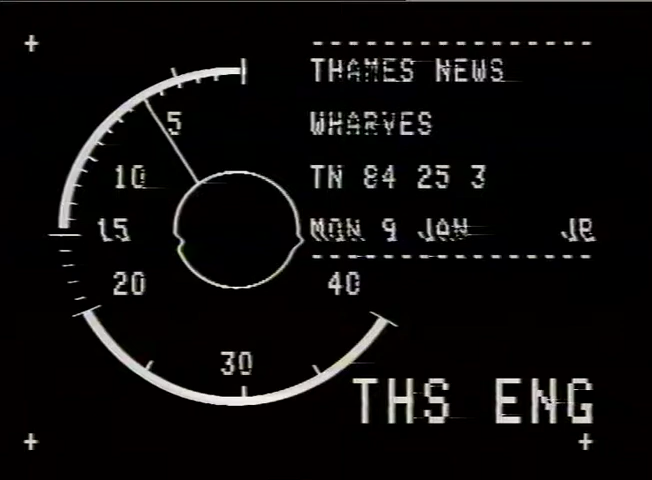 THAMES NEWS
WHARVES
TN 84 25 3
MON 9 JAN JB
5
10
15
20
30
40
THS ENG